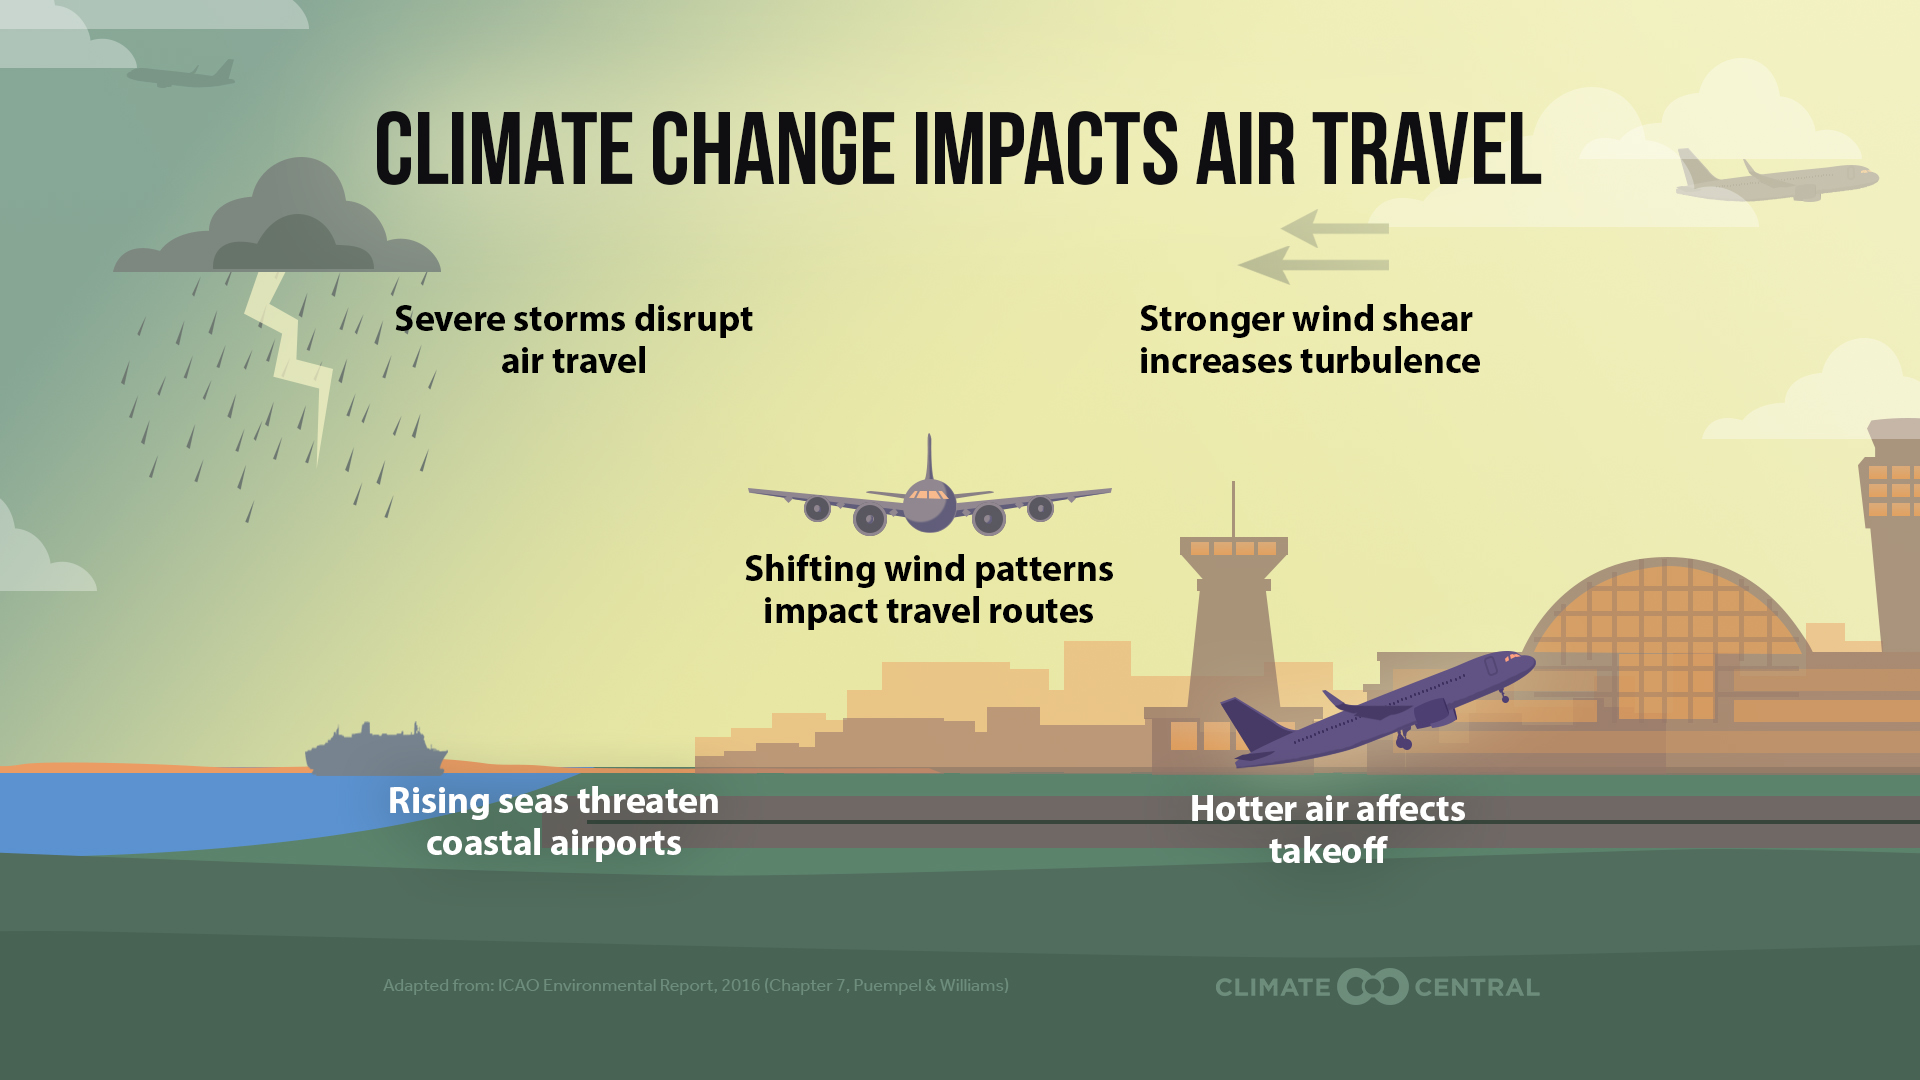 CLIMATE CHANGE IMPACTS AIR TRAVEL
Severe storms disrupt
air travel
Stronger wind shear
increases turbulence
Shifting wind patterns
impact travel routes
Rising seas threaten
coastal airports
Hotter air affects
takeoff
Adapted from: ICAO Environmental Report, 2016 (Chapter 7, Puempel & Williams)
CLIMATE CENTRAL